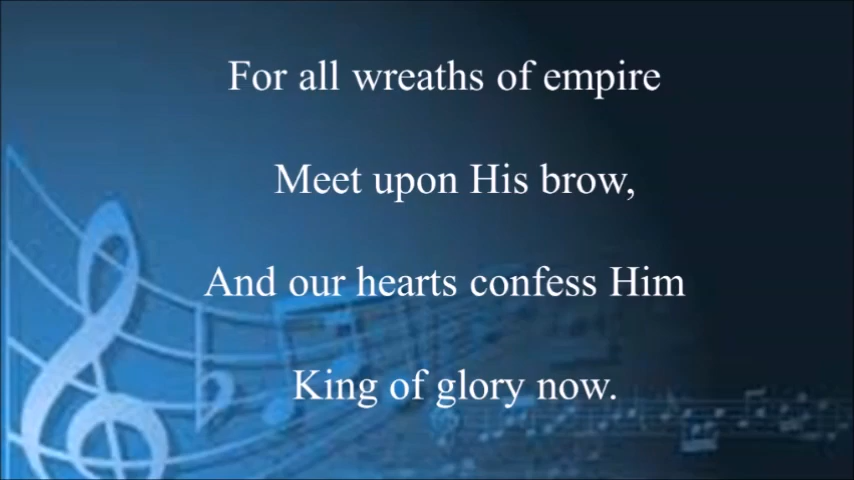 For all wreaths of empire
Meet upon His brow,
And our hearts confess Him
King of glory now.